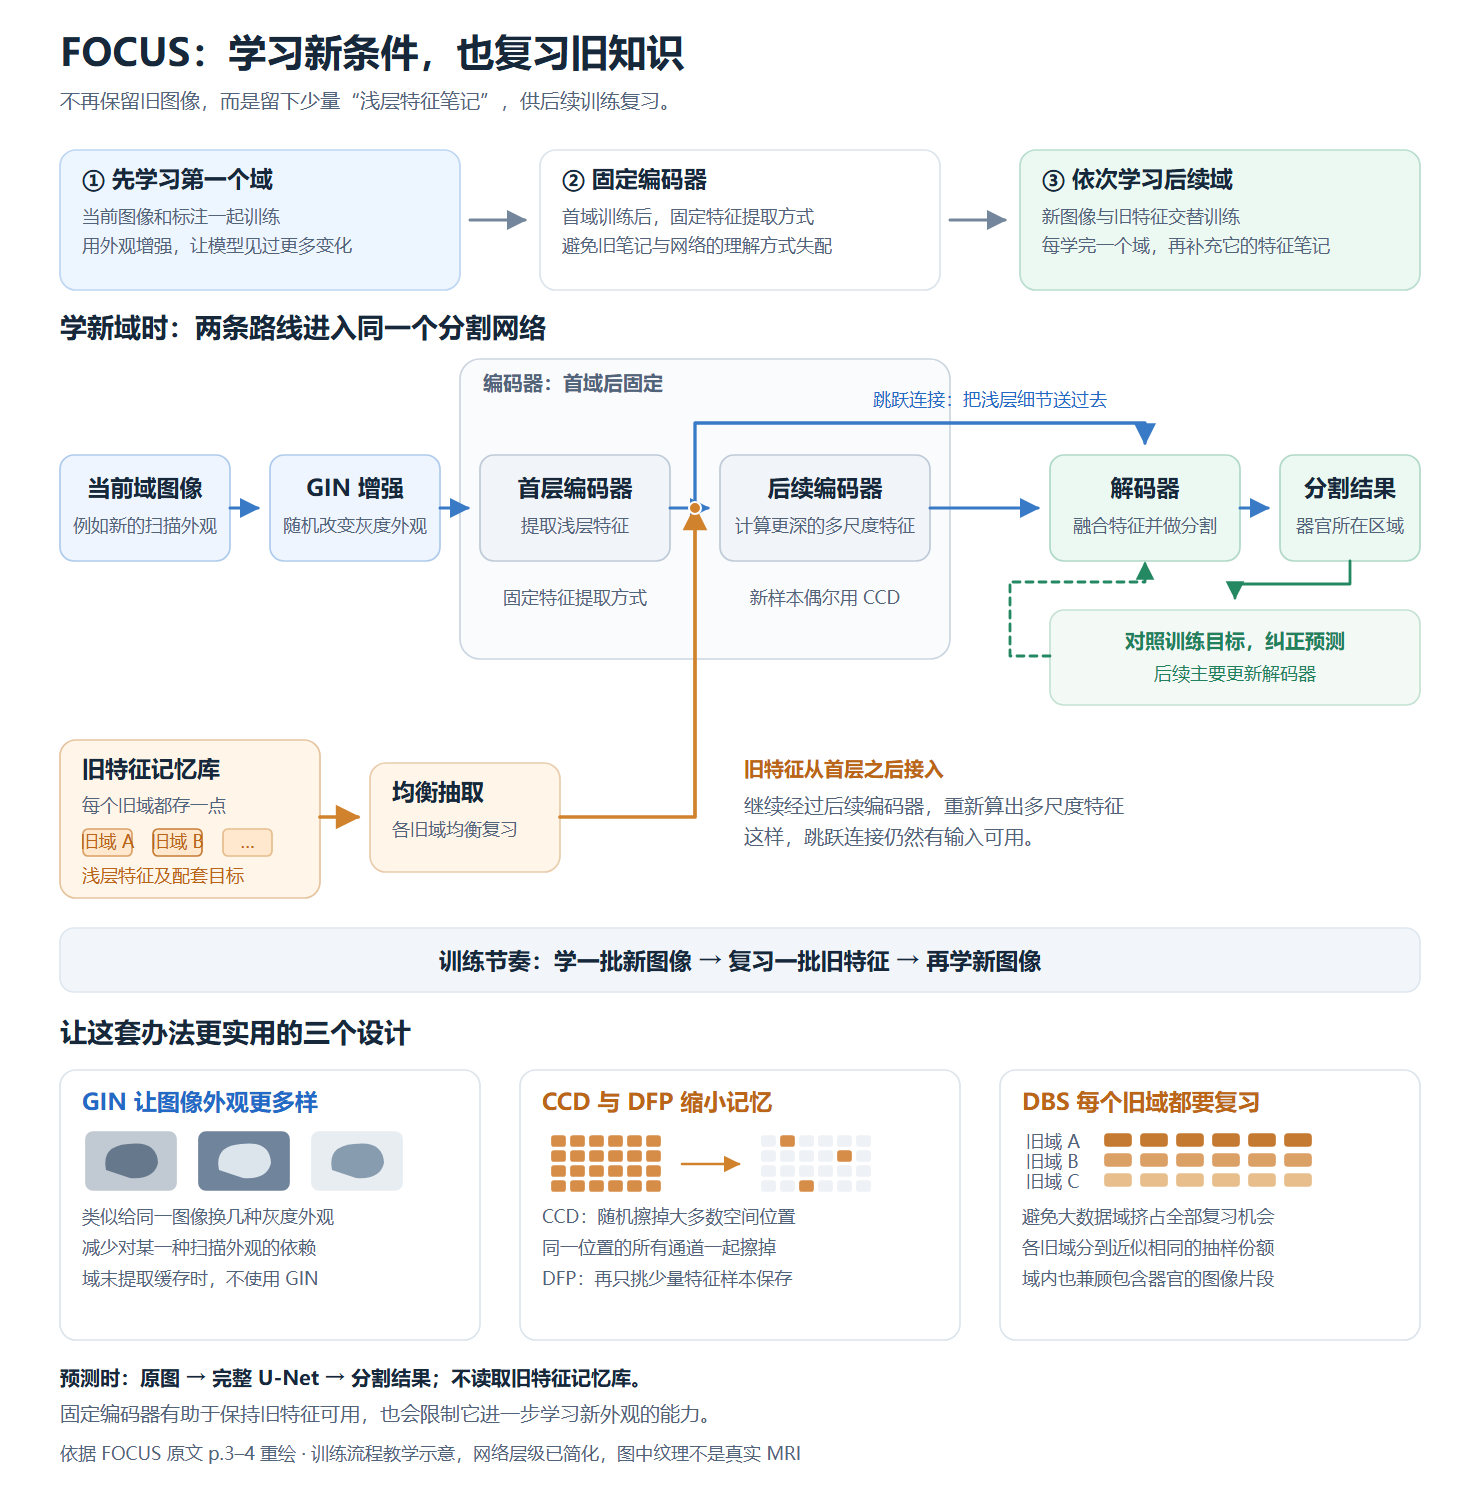 FOCUS：学习新条件，也复习旧知识
不再保留旧图像，而是留下少量“浅层特征笔记”，供后续训练复习。
① 先学习第一个域
当前图像和标注一起训练
用外观增强，让模型见过更多变化
② 固定编码器
首域训练后，固定特征提取方式
避免旧笔记与网络的理解方式失配
③ 依次学习后续域
新图像与旧特征交替训练
每学完一个域，再补充它的特征笔记
学新域时：两条路线进入同一个分割网络
编码器：首域后固定
跳跃连接：把浅层细节送过去
当前域图像
例如新的扫描外观
GIN 增强
随机改变灰度外观
首层编码器
提取浅层特征
后续编码器
计算更深的多尺度特征
解码器
融合特征并做分割
分割结果
器官所在区域
固定特征提取方式
新样本偶尔用 CCD
对照训练目标，纠正预测
后续主要更新解码器
旧特征记忆库
每个旧域都存一点
旧域 A
旧域 B
...
浅层特征及配套目标
均衡抽取
各旧域均衡复习
旧特征从首层之后接入
继续经过后续编码器，重新算出多尺度特征
这样，跳跃连接仍然有输入可用。
训练节奏：学一批新图像 → 复习一批旧特征 → 再学新图像
让这套办法更实用的三个设计
GIN 让图像外观更多样
类似给同一图像换几种灰度外观
减少对某一种扫描外观的依赖
域末提取缓存时，不使用 GIN
CCD 与 DFP 缩小记忆
CCD：随机擦掉大多数空间位置
同一位置的所有通道一起擦掉
DFP：再只挑少量特征样本保存
DBS 每个旧域都要复习
旧域 A
旧域 B
旧域 C
避免大数据域挤占全部复习机会
各旧域分到近似相同的抽样份额
域内也兼顾包含器官的图像片段
预测时：原图 → 完整 U-Net → 分割结果；不读取旧特征记忆库。
固定编码器有助于保持旧特征可用，也会限制它进一步学习新外观的能力。
依据 FOCUS 原文 p.3–4 重绘 · 训练流程教学示意，网络层级已简化，图中纹理不是真实 MRI